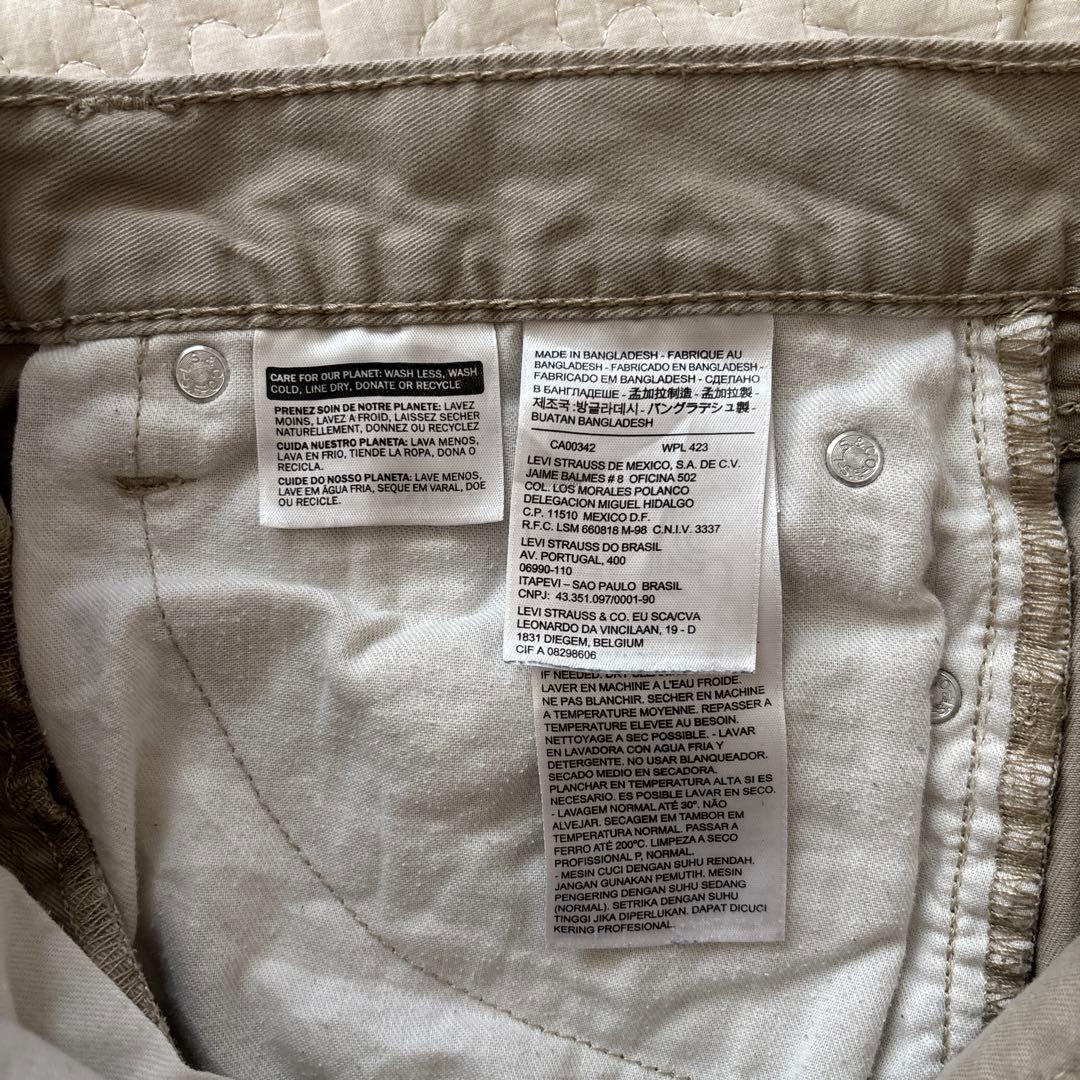 CARE FOR OUR PLANET: WASH LESS, WASH
COLD, LINE DRY, DONATE OR RECYCLE
PRENEZ SOIN DE NOTRE PLANETE: LAVEZ
MOINS, LAVEZ A FROID, LAISSEZ SECHER
NATURELLEMENT, DONNEZ OU RECYCLEZ
CUIDA NUESTRO PLANETA: LAVA MENOS,
LAVA EN FRIO, TIENDE LA ROPA, DONA O
RECICLA.
CUIDE DO NOSSO PLANETA: LAVE MENOS,
LAVE EM ÁGUA FRIA, SEQUE EM VARAL, DOE
OU RECICLE.
MADE IN BANGLADESH - FABRIQUE AU
BANGLADESH - FABRICADO EN BANGLADESH -
FABRICADO EM BANGLADESH - СДЕЛАНО
В БАНГЛАДЕШЕ - 孟加拉制造 - 孟加拉製 -
제조국 :방글라데시 - バングラデシュ製 -
BUATAN BANGLADESH
CA00342 WPL 423
LEVI STRAUSS DE MEXICO, S.A. DE C.V.
JAIME BALMES # 8 OFICINA 502
COL. LOS MORALES POLANCO
DELEGACION MIGUEL HIDALGO
C.P. 11510 MEXICO D.F.
R.F.C. LSM 660818 M-98 C.N.I.V. 3337
LEVI STRAUSS DO BRASIL
AV. PORTUGAL, 400
06990-110
ITAPEVI – SAO PAULO BRASIL
CNPJ: 43.351.097/0001-90
LEVI STRAUSS & CO. EU SCA/CVA
LEONARDO DA VINCILAAN, 19 - D
1831 DIEGEM, BELGIUM
CIF A 08298606
IF NEEDED. DRY
LAVER EN MACHINE A L'EAU FROIDE.
NE PAS BLANCHIR. SECHER EN MACHINE
A TEMPERATURE MOYENNE. REPASSER A
TEMPERATURE ELEVEE AU BESOIN.
NETTOYAGE A SEC POSSIBLE. - LAVAR
EN LAVADORA CON AGUA FRIA Y
DETERGENTE. NO USAR BLANQUEADOR.
SECADO MEDIO EN SECADORA.
PLANCHAR EN TEMPERATURA ALTA SI ES
NECESARIO. ES POSIBLE LAVAR EN SECO.
- LAVAGEM NORMAL ATÉ 30°. NÃO
ALVEJAR. SECAGEM EM TAMBOR EM
TEMPERATURA NORMAL. PASSAR A
FERRO ATÉ 200ºC. LIMPEZA A SECO
PROFISSIONAL P, NORMAL.
- MESIN CUCI DENGAN SUHU RENDAH.
JANGAN GUNAKAN PEMUTIH. MESIN
PENGERING DENGAN SUHU SEDANG
(NORMAL). SETRIKA DENGAN SUHU
TINGGI JIKA DIPERLUKAN. DAPAT DICUCI
KERING PROFESIONAL.